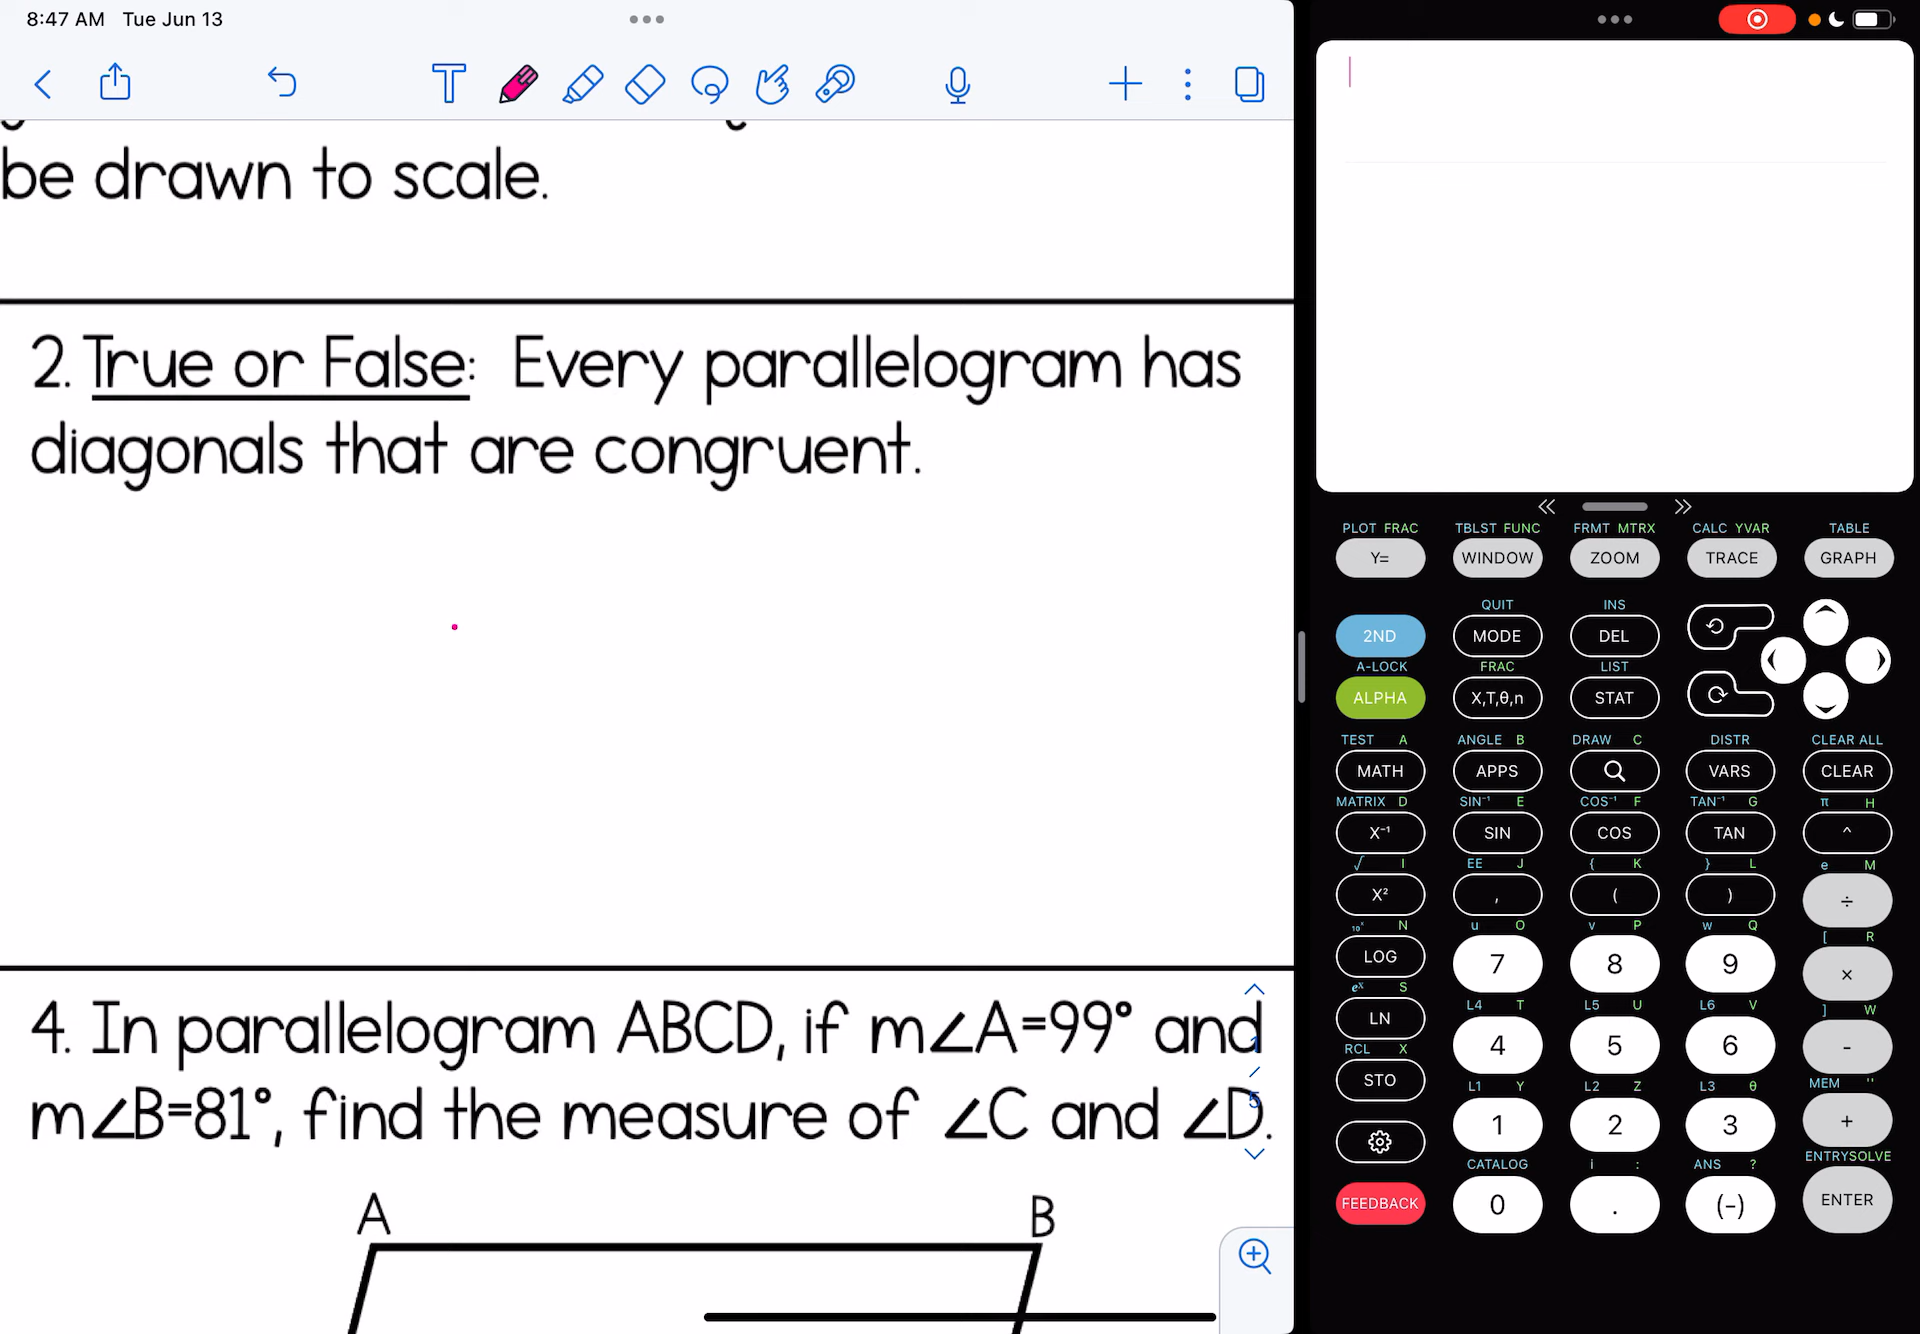 8:47 AM Tue Jun 13
be drawn to scale.
2. True or False: Every parallelogram has
diagonals that are congruent.
4. In parallelogram ABCD, if m∠A=99° and
m∠B=81°, find the measure of ∠C and ∠D.
1
/
5
A B
PLOT FRAC TBLST FUNC FRMT MTRX CALC YVAR TABLE
Y= WINDOW ZOOM TRACE GRAPH
QUIT INS
2ND MODE DEL
A-LOCK FRAC LIST
ALPHA X,T,θ,n STAT
TEST A ANGLE B DRAW C DISTR CLEAR ALL
MATH APPS VARS CLEAR
MATRIX D SIN⁻¹ E COS⁻¹ F TAN⁻¹ G π H
X⁻¹ SIN COS TAN ^
√ I EE J { K } L e M
X² , ( ) ÷
10ˣ N u O v P w Q [ R
LOG 7 8 9 ×
eˣ S L4 T L5 U L6 V ] W
LN 4 5 6 -
RCL X L1 Y L2 Z L3 θ MEM "
STO 1 2 3 +
CATALOG i : ANS ? ENTRY SOLVE
FEEDBACK 0 . (-) ENTER